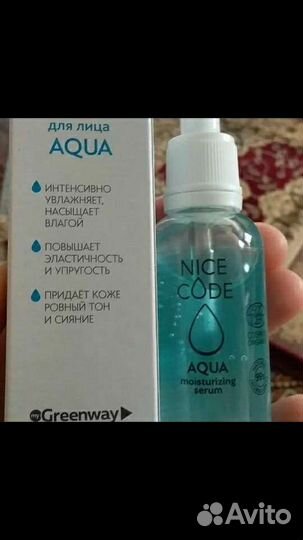 для лица
AQUA
ИНТЕНСИВНО
УВЛАЖНЯЕТ,
НАСЫЩАЕТ
ВЛАГОЙ
ПОВЫШАЕТ
ЭЛАСТИЧНОСТЬ
И УПРУГОСТЬ
ПРИДАЁТ КОЖЕ
РОВНЫЙ ТОН
И СИЯНИЕ
my Greenway
NICE
CODE
AQUA
moisturizing
serum
Avito